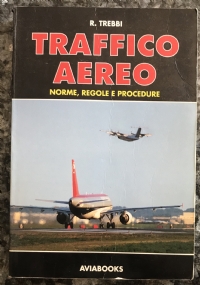 R. TREBBI
TRAFFICO
AEREO
NORME, REGOLE E PROCEDURE
AVIABOOKS